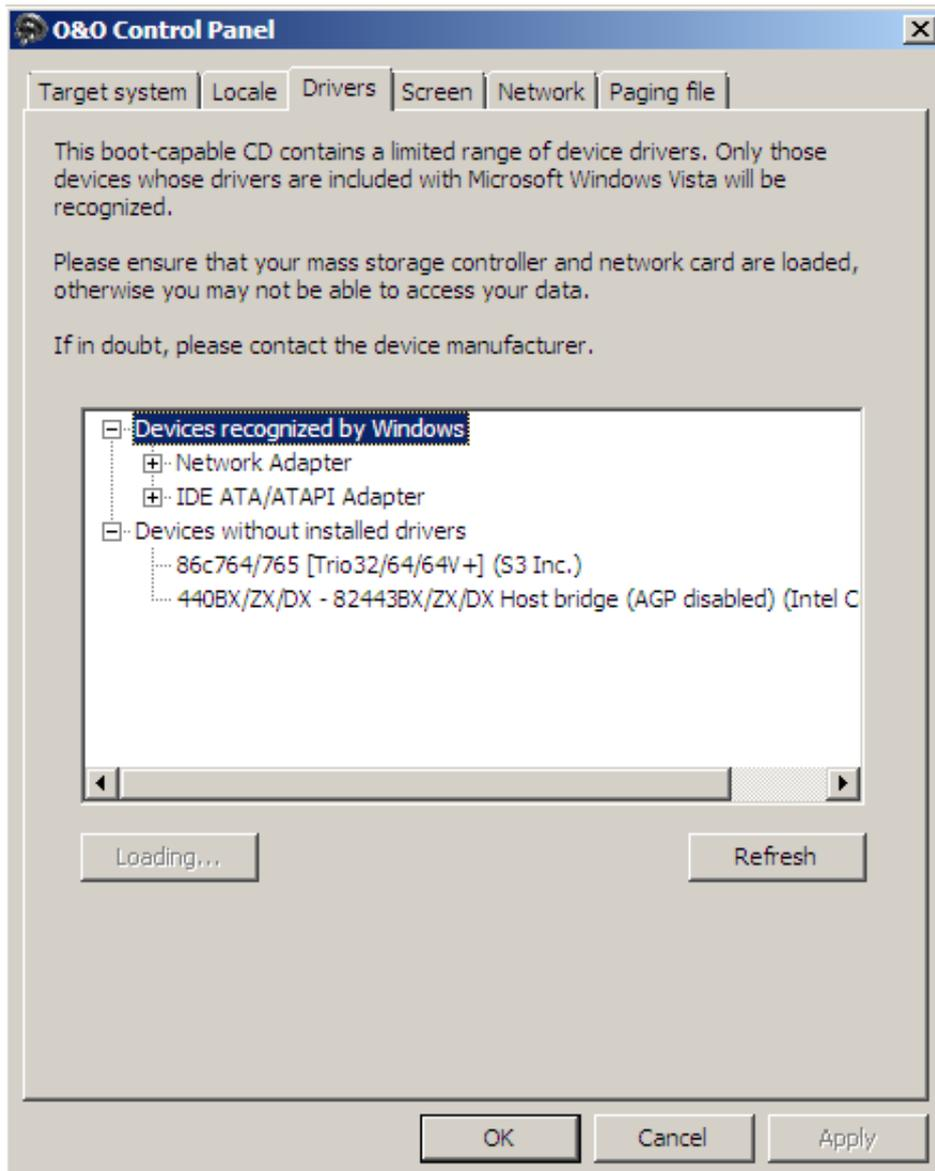 O&O Control Panel
Target system Locale Drivers Screen Network Paging file
This boot-capable CD contains a limited range of device drivers. Only those
devices whose drivers are included with Microsoft Windows Vista will be
recognized.
Please ensure that your mass storage controller and network card are loaded,
otherwise you may not be able to access your data.
If in doubt, please contact the device manufacturer.
Devices recognized by Windows
Network Adapter
IDE ATA/ATAPI Adapter
Devices without installed drivers
86c764/765 [Trio32/64/64V+] (S3 Inc.)
440BX/ZX/DX - 82443BX/ZX/DX Host bridge (AGP disabled) (Intel C
Loading... Refresh
OK Cancel Apply